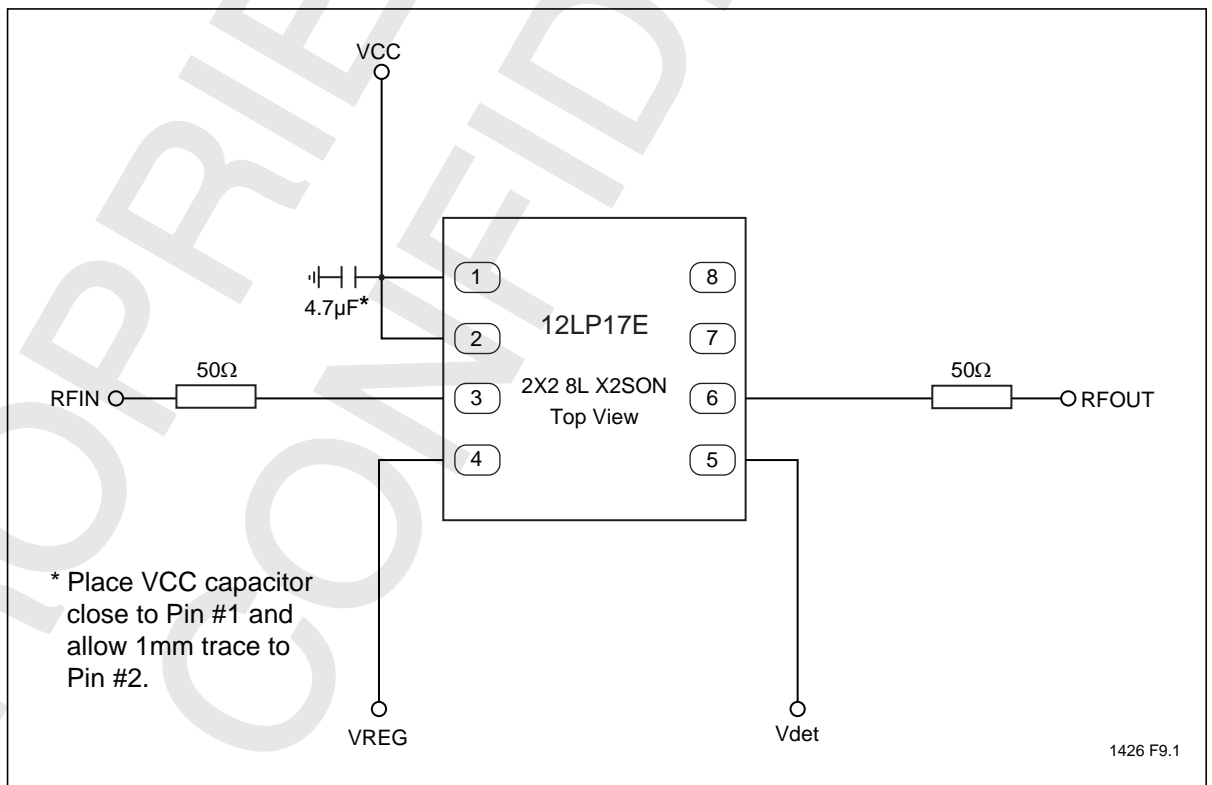 VCC
4.7µF*
1
8
12LP17E
2
7
50Ω
50Ω
RFIN
3
2X2 8L X2SON
6
RFOUT
Top View
4
5
* Place VCC capacitor
close to Pin #1 and
allow 1mm trace to
Pin #2.
VREG
Vdet
1426 F9.1